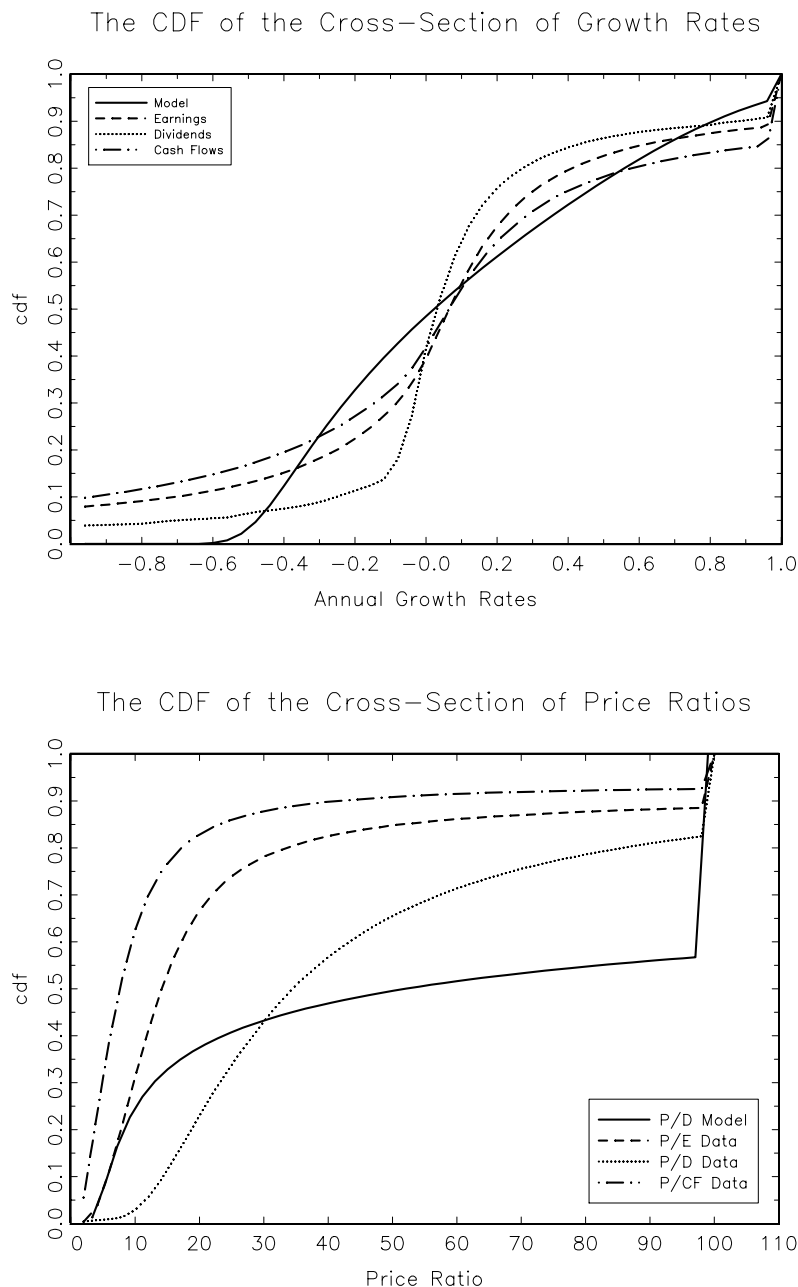 The CDF of the Cross−Section of Growth Rates
1.0
0.9
0.8
0.7
0.6
0.5
0.4
0.3
0.2
0.1
0.0
cdf
Model
Earnings
Dividends
Cash Flows
−0.8 −0.6 −0.4 −0.2 −0.0 0.2 0.4 0.6 0.8 1.0
Annual Growth Rates
The CDF of the Cross−Section of Price Ratios
1.0
0.9
0.8
0.7
0.6
0.5
0.4
0.3
0.2
0.1
0.0
cdf
P/D Model
P/E Data
P/D Data
P/CF Data
0 10 20 30 40 50 60 70 80 90 100 110
Price Ratio